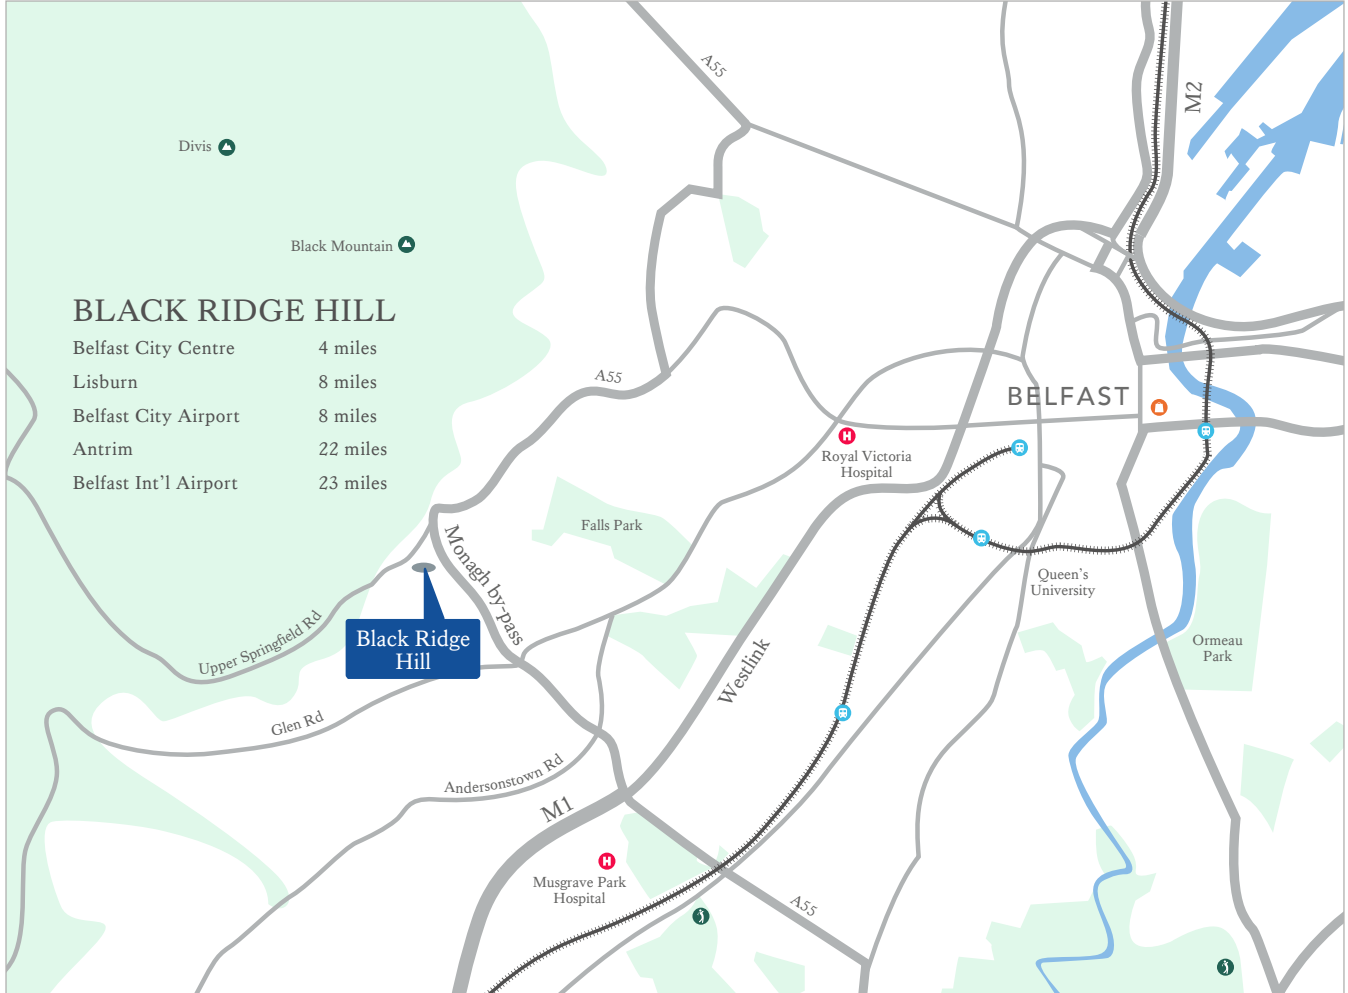 A55
M2
Divis
Black Mountain
BLACK RIDGE HILL
Belfast City Centre 4 miles
Lisburn 8 miles
Belfast City Airport 8 miles
Antrim 22 miles
Belfast Int'l Airport 23 miles
A55
BELFAST
H
Royal Victoria
Hospital
Falls Park
Monagh by-pass
Queen's
University
Upper Springfield Rd
Black Ridge
Hill
Westlink
Ormeau
Park
Glen Rd
Andersonstown Rd
M1
H
Musgrave Park
Hospital
A55